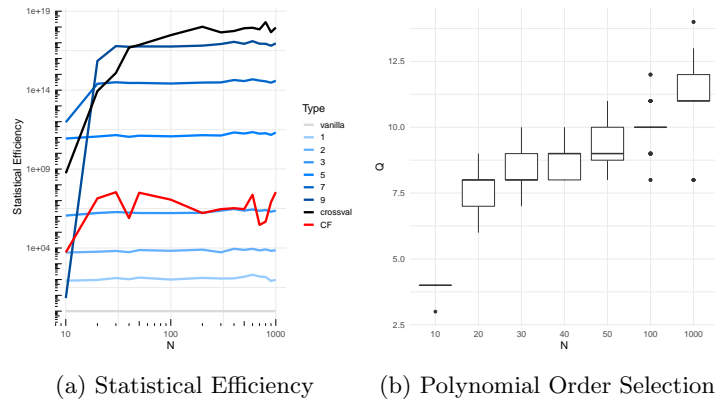 1e+19
1e+14
1e+09
1e+04
Statistical Efficiency
10
100
1000
N
Type
vanilla
1
2
3
5
7
9
crossval
CF
12.5
10.0
7.5
5.0
2.5
Q
10
20
30
40
50
100
1000
N
(a) Statistical Efficiency
(b) Polynomial Order Selection